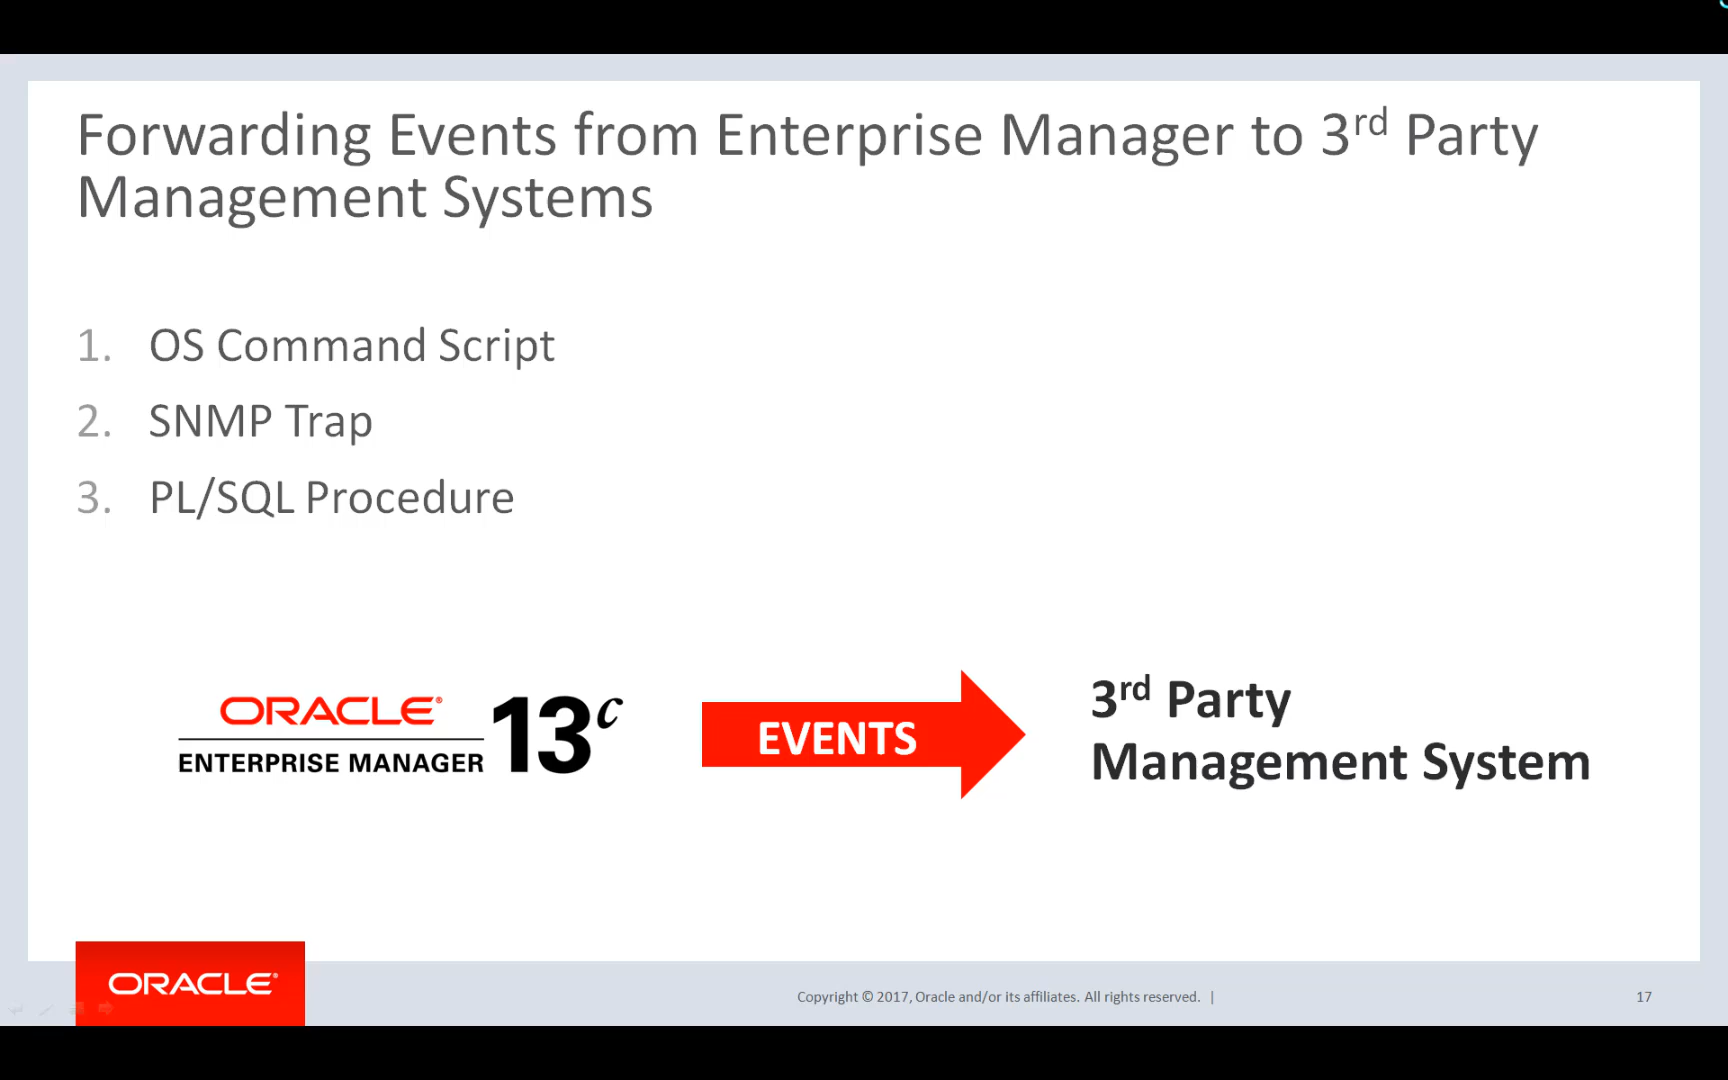 Forwarding Events from Enterprise Manager to 3rd Party
Management Systems
1. OS Command Script
2. SNMP Trap
3. PL/SQL Procedure
ORACLE®
ENTERPRISE MANAGER 13c
EVENTS
3rd Party
Management System
ORACLE®
Copyright © 2017, Oracle and/or its affiliates. All rights reserved. |
17